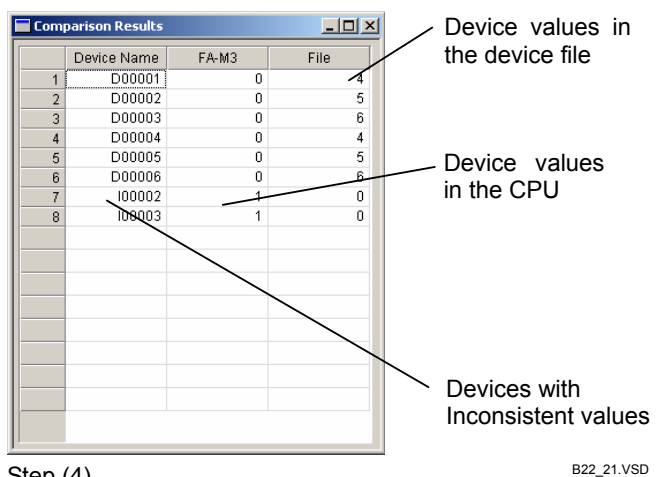 Comparison Results
Device Name FA-M3 File
1 D00001 0 4
2 D00002 0 5
3 D00003 0 6
4 D00004 0 4
5 D00005 0 5
6 D00006 0 6
7 I00002 1 0
8 I00003 1 0
Device values in
the device file
Device values
in the CPU
Devices with
Inconsistent values
Step (4)
B22_21.VSD